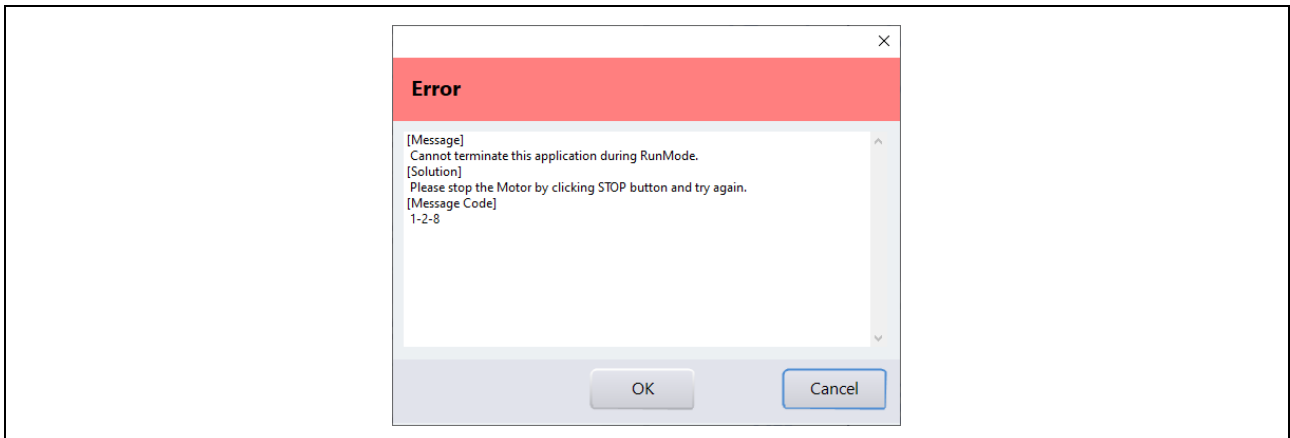 Error
[Message]
Cannot terminate this application during RunMode.
[Solution]
Please stop the Motor by clicking STOP button and try again.
[Message Code]
1-2-8
OK
Cancel